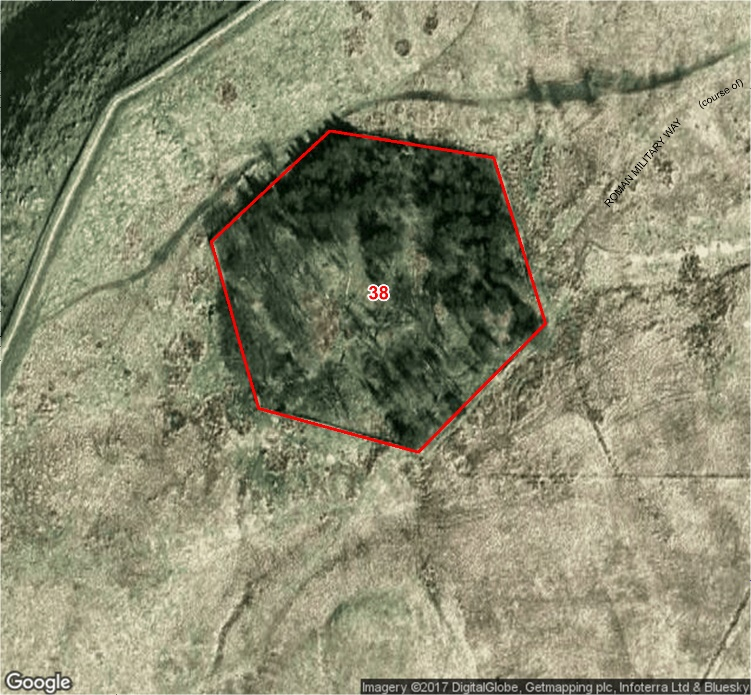 (course of)
ROMAN MILITARY WAY
38
Google
Imagery ©2017 DigitalGlobe, Getmapping plc, Infoterra Ltd & Bluesky